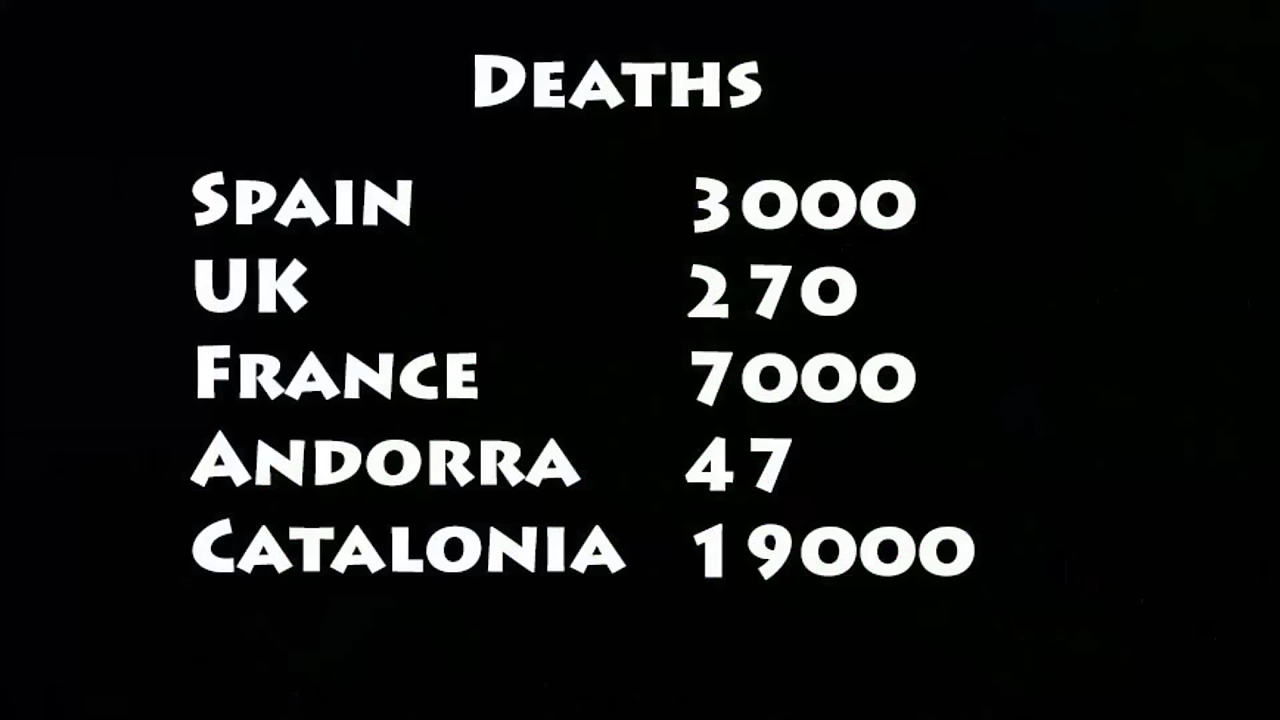 Deaths
Spain 3000
UK 270
France 7000
Andorra 47
Catalonia 19000